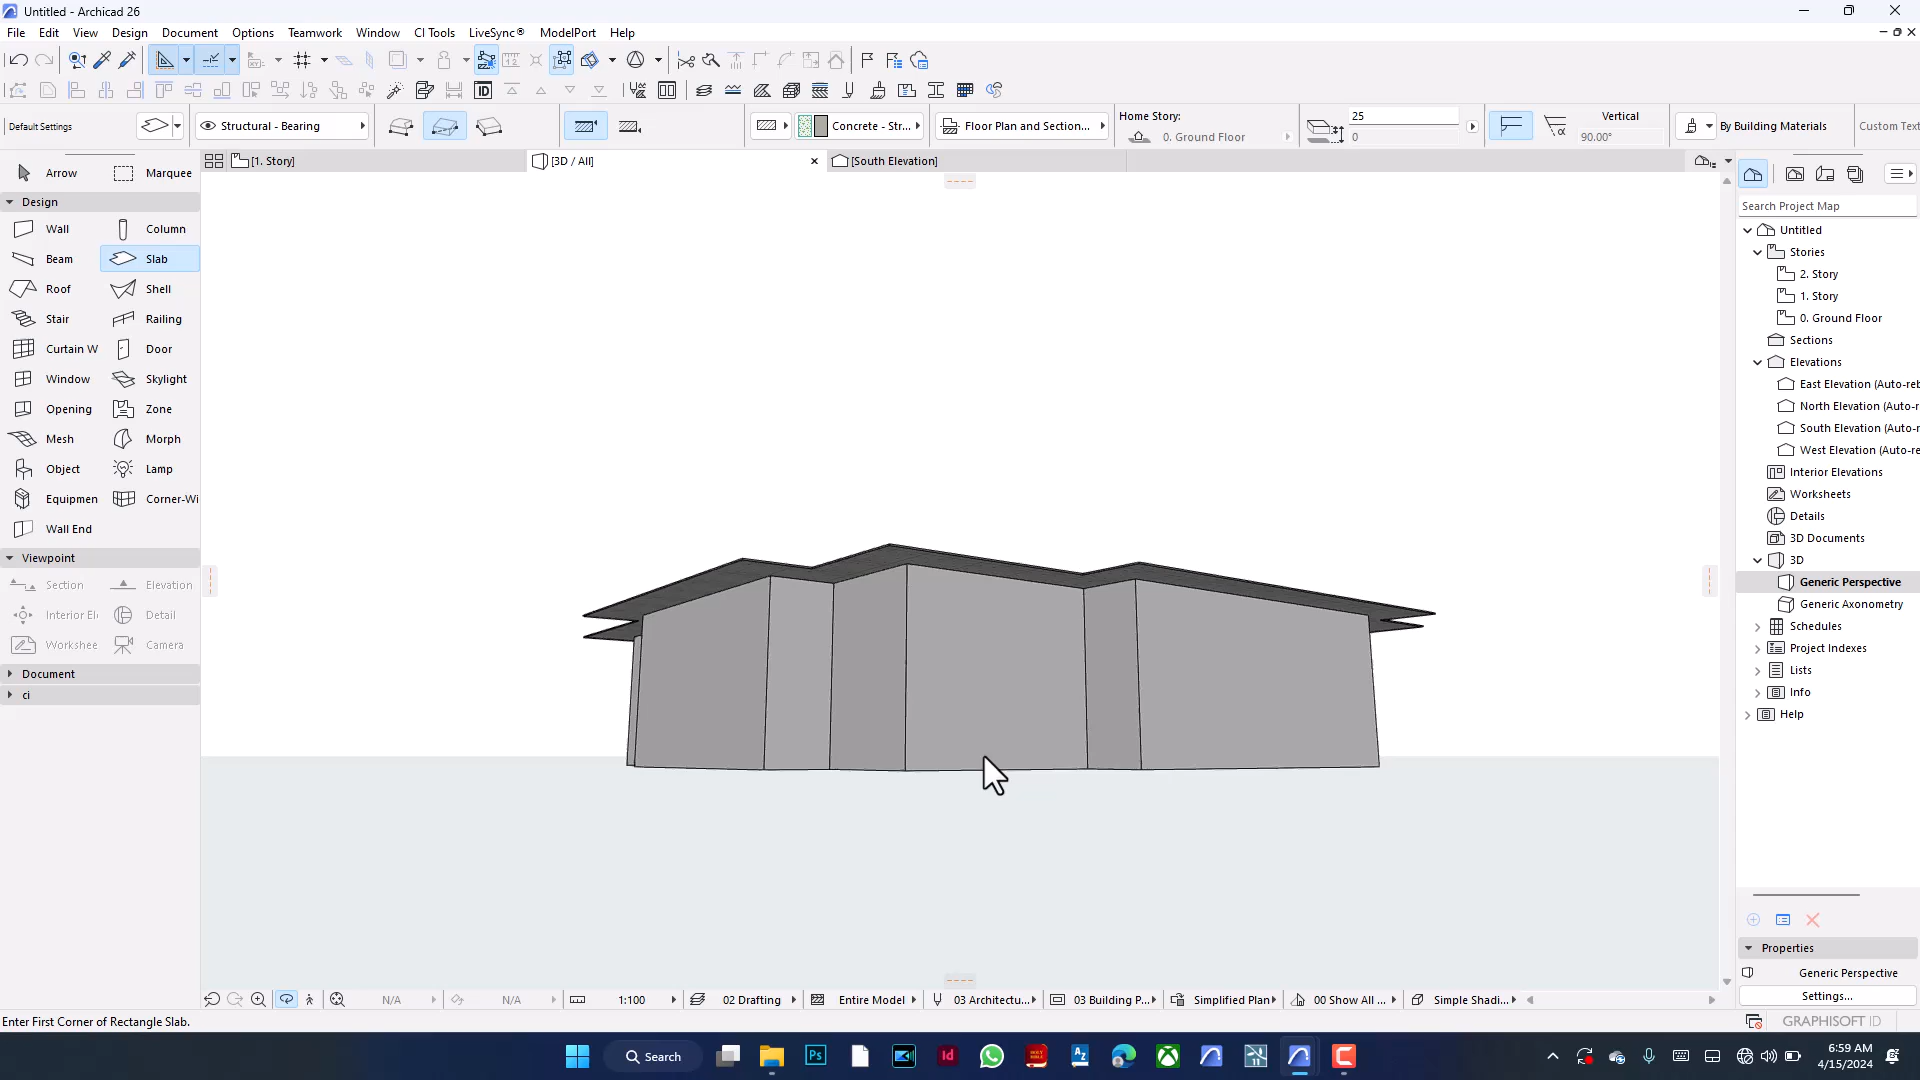 Untitled - Archicad 26
File Edit View Design Document Options Teamwork Window CI Tools LiveSync® ModelPort Help
Default Settings
Structural - Bearing
Concrete - Str...
Floor Plan and Section...
Home Story:
0. Ground Floor
25
0
Vertical
90.00°
By Building Materials
Custom Text
[1. Story]
[3D / All]
[South Elevation]
Arrow Marquee
Design
Wall Column
Beam Slab
Roof Shell
Stair Railing
Curtain W Door
Window Skylight
Opening Zone
Mesh Morph
Object Lamp
Equipmen Corner-Wi
Wall End
Viewpoint
Section Elevation
Interior Ele Detail
Workshee Camera
Document
ci
Search Project Map
Untitled
Stories
2. Story
1. Story
0. Ground Floor
Sections
Elevations
East Elevation (Auto-reb
North Elevation (Auto-r
South Elevation (Auto-r
West Elevation (Auto-re
Interior Elevations
Worksheets
Details
3D Documents
3D
Generic Perspective
Generic Axonometry
Schedules
Project Indexes
Lists
Info
Help
Properties
Generic Perspective
Settings...
N/A N/A 1:100 02 Drafting Entire Model 03 Architectu... 03 Building P... Simplified Plan 00 Show All ... Simple Shadi...
Enter First Corner of Rectangle Slab.
GRAPHISOFT ID
Search
6:59 AM
4/15/2024